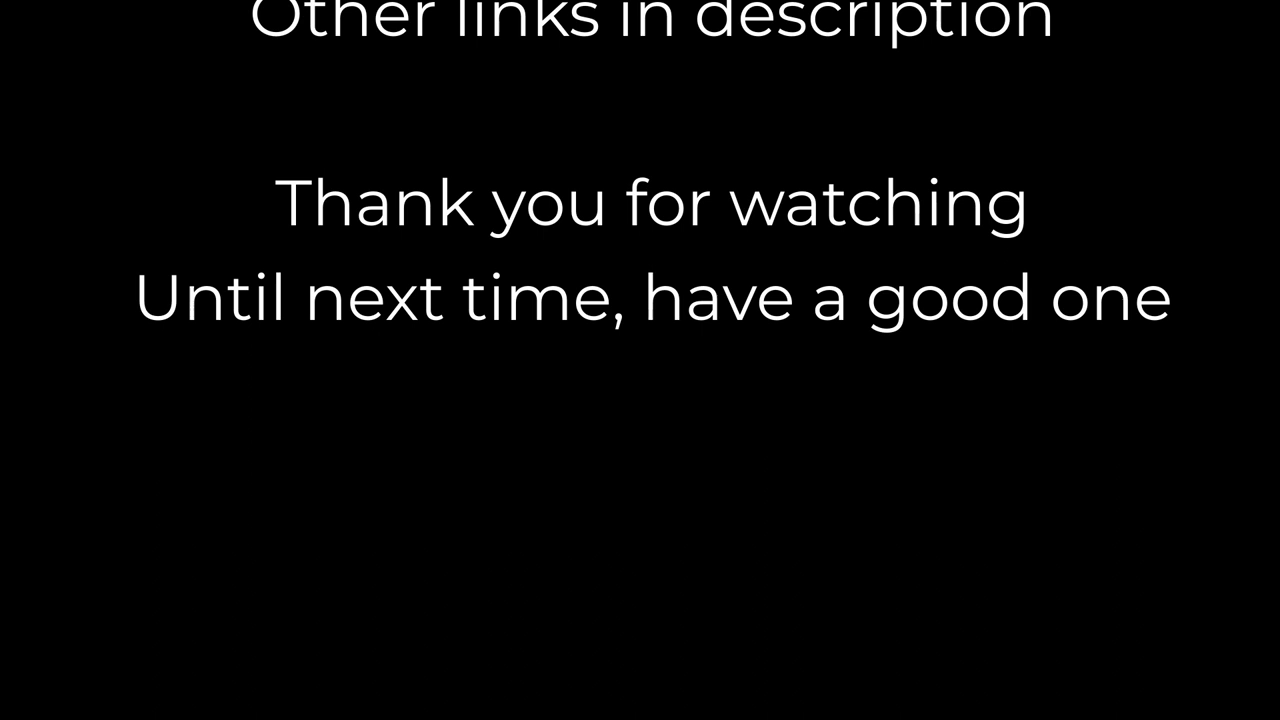 Other links in description
Thank you for watching
Until next time, have a good one